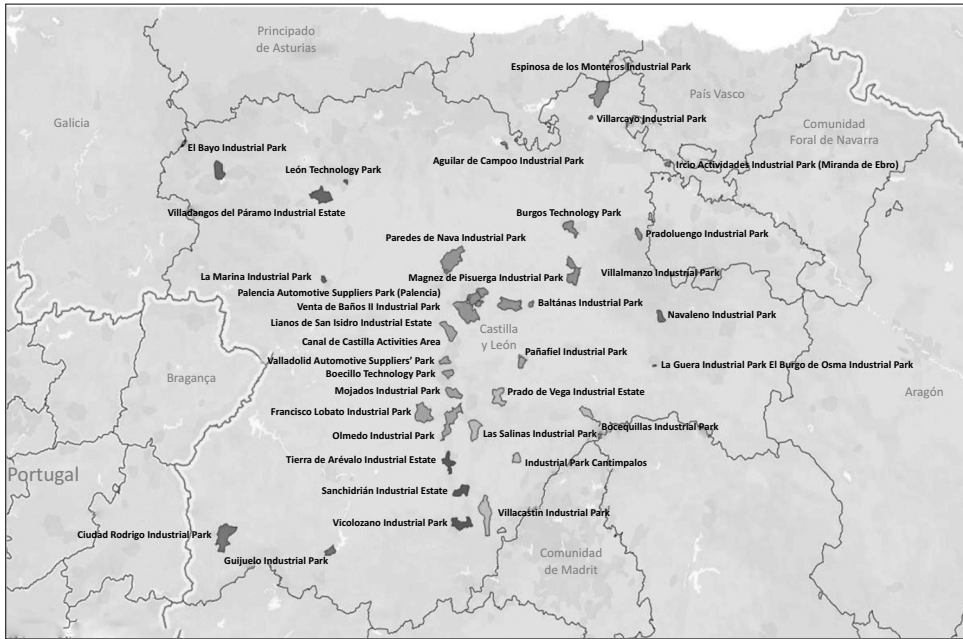 Principado
de Asturias
Espinosa de los Monteros Industrial Park
País Vasco
Galicia
Villarcayo Industrial Park
Comunidad
Foral de Navarra
El Bayo Industrial Park
Aguilar de Campoo Industrial Park
Ircio Actividades Industrial Park (Miranda de Ebro)
León Technology Park
Villadangos del Páramo Industrial Estate
Burgos Technology Park
Paredes de Nava Industrial Park
Pradoluengo Industrial Park
La Marina Industrial Park
Magnez de Pisuerga Industrial Park
Villalmanzo Industrial Park
Palencia Automotive Suppliers Park (Palencia)
Venta de Baños II Industrial Park
Baltánas Industrial Park
Navaleno Industrial Park
Lianos de San Isidro Industrial Estate
Castilla
y León
Canal de Castilla Activities Area
Pañafiel Industrial Park
Valladolid Automotive Suppliers’ Park
La Guera Industrial Park El Burgo de Osma Industrial Park
Boecillo Technology Park
Bragança
Mojados Industrial Park
Prado de Vega Industrial Estate
Aragón
Francisco Lobato Industrial Park
Olmedo Industrial Park
Las Salinas Industrial Park
Bocequillas Industrial Park
Tierra de Arévalo Industrial Estate
Industrial Park Cantimpalos
Portugal
Sanchidrián Industrial Estate
Villacastin Industrial Park
Vicolozano Industrial Park
Ciudad Rodrigo Industrial Park
Guijuelo Industrial Park
Comunidad
de Madrit